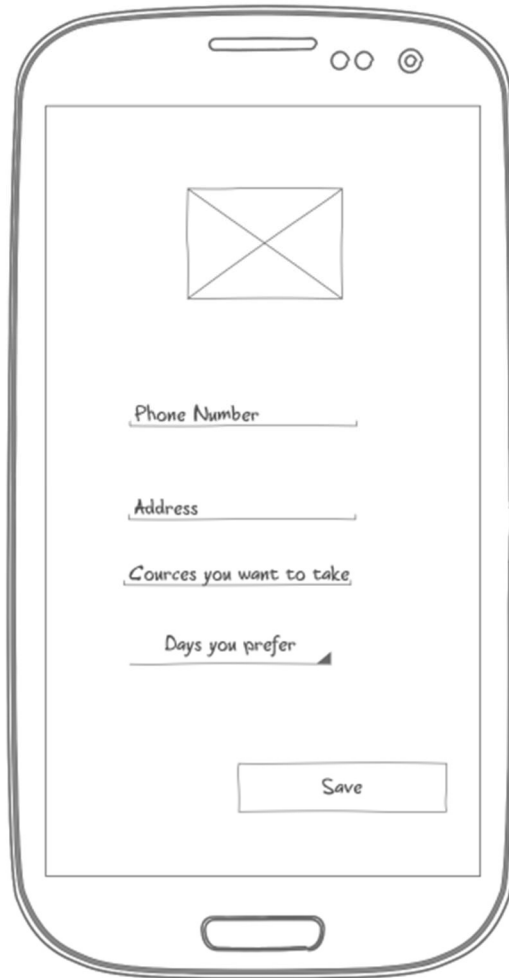 Phone Number
Address
Cources you want to take
Days you prefer
Save